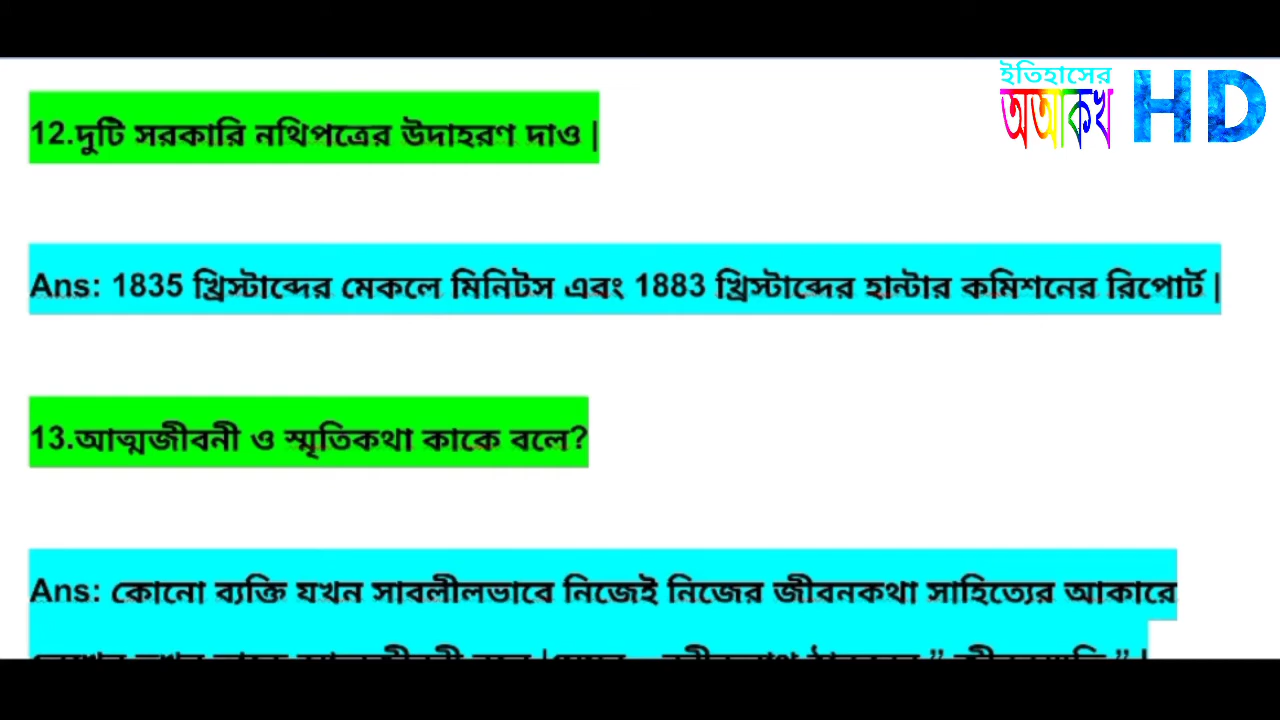 ইতিহাসের
অআকখ HD
12.দুটি সরকারি নথিপত্রের উদাহরণ দাও |
Ans: 1835 খ্রিস্টাব্দের মেকলে মিনিটস এবং 1883 খ্রিস্টাব্দের হান্টার কমিশনের রিপোর্ট |
13.আত্মজীবনী ও স্মৃতিকথা কাকে বলে?
Ans: কোনো ব্যক্তি যখন সাবলীলভাবে নিজেই নিজের জীবনকথা সাহিত্যের আকারে